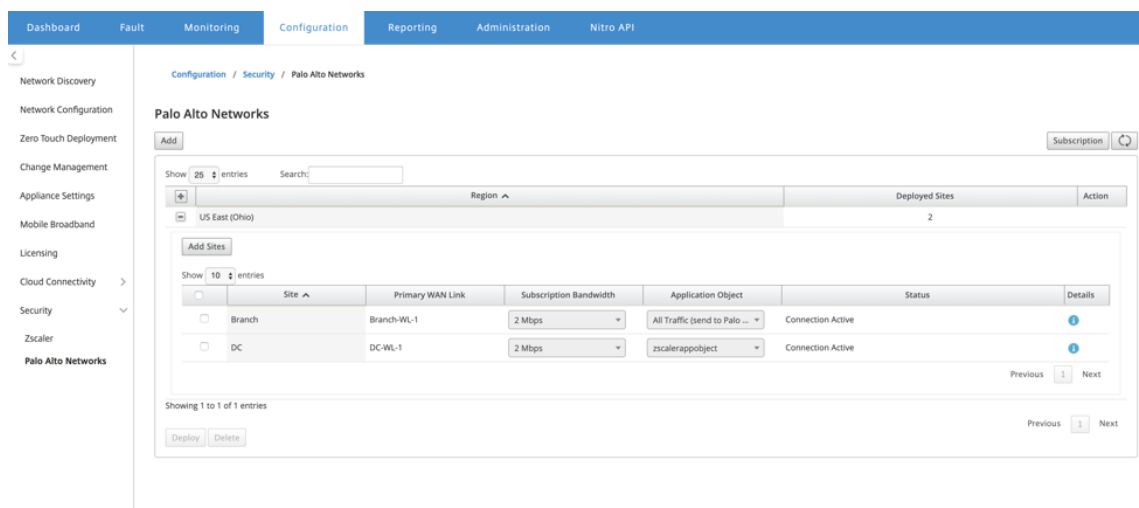 Dashboard Fault Monitoring Configuration Reporting Administration Nitro API
Network Discovery
Network Configuration
Zero Touch Deployment
Change Management
Appliance Settings
Mobile Broadband
Licensing
Cloud Connectivity
Security
Zscaler
Palo Alto Networks
Configuration / Security / Palo Alto Networks
Palo Alto Networks
Add Subscription
Show 25 entries Search:
Region Deployed Sites Action
US East (Ohio) 2
Add Sites
Show 10 entries
Site Primary WAN Link Subscription Bandwidth Application Object Status Details
Branch Branch-WL-1 2 Mbps All Traffic (send to Palo ... Connection Active
DC DC-WL-1 2 Mbps zscalerappobject Connection Active
Previous 1 Next
Showing 1 to 1 of 1 entries
Previous 1 Next
Deploy Delete